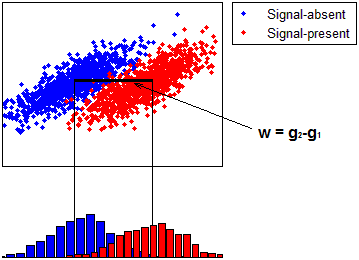 Signal-absent
Signal-present
w = g₂-g₁